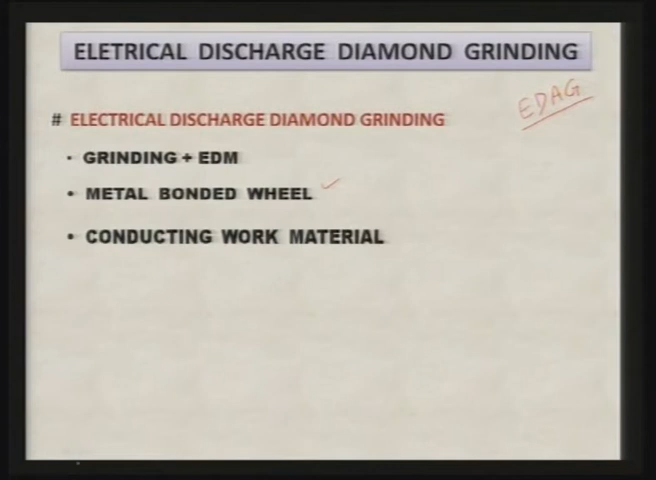 ELETRICAL DISCHARGE DIAMOND GRINDING
EDAG
# ELECTRICAL DISCHARGE DIAMOND GRINDING
• GRINDING + EDM
• METAL BONDED WHEEL
• CONDUCTING WORK MATERIAL